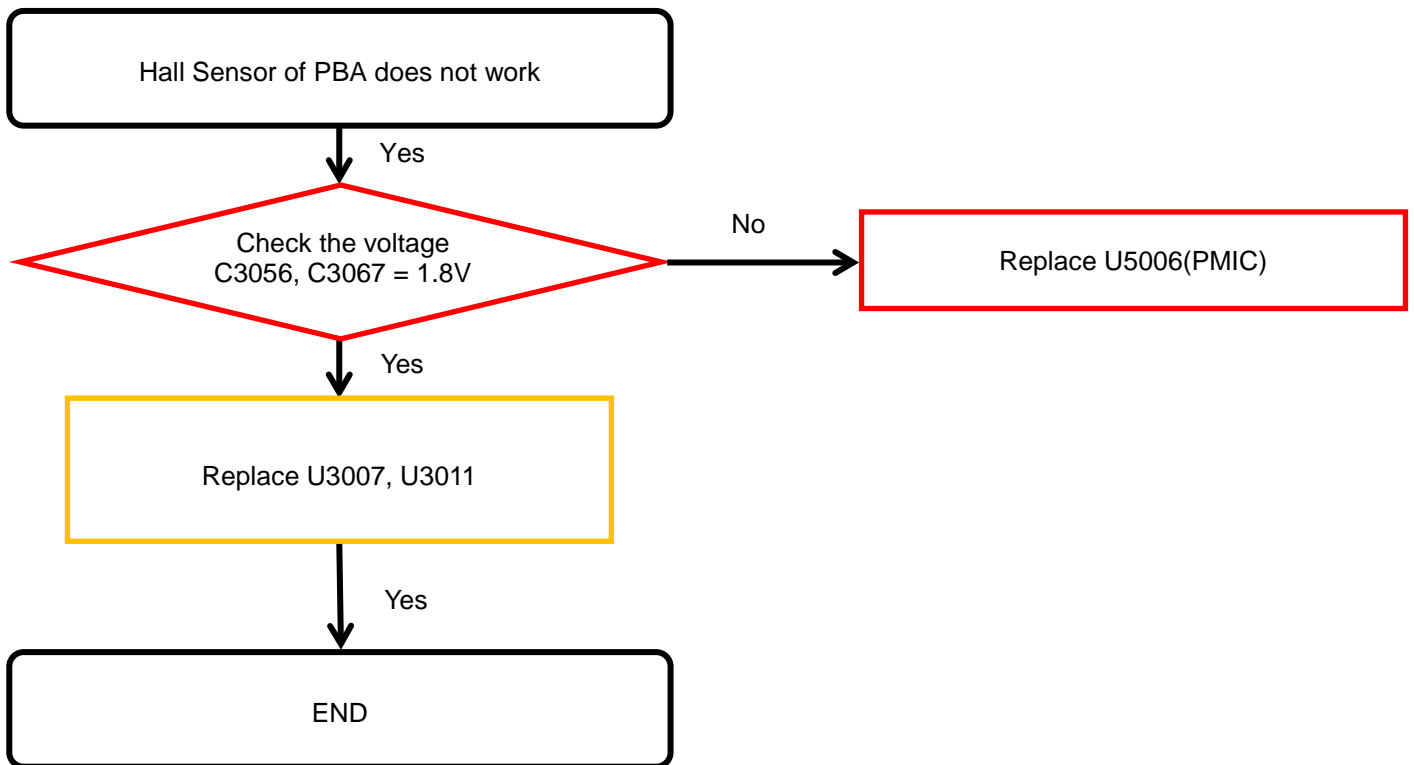 Hall Sensor of PBA does not work
Yes
Check the voltage
C3056, C3067 = 1.8V
No
Replace U5006(PMIC)
Yes
Replace U3007, U3011
Yes
END